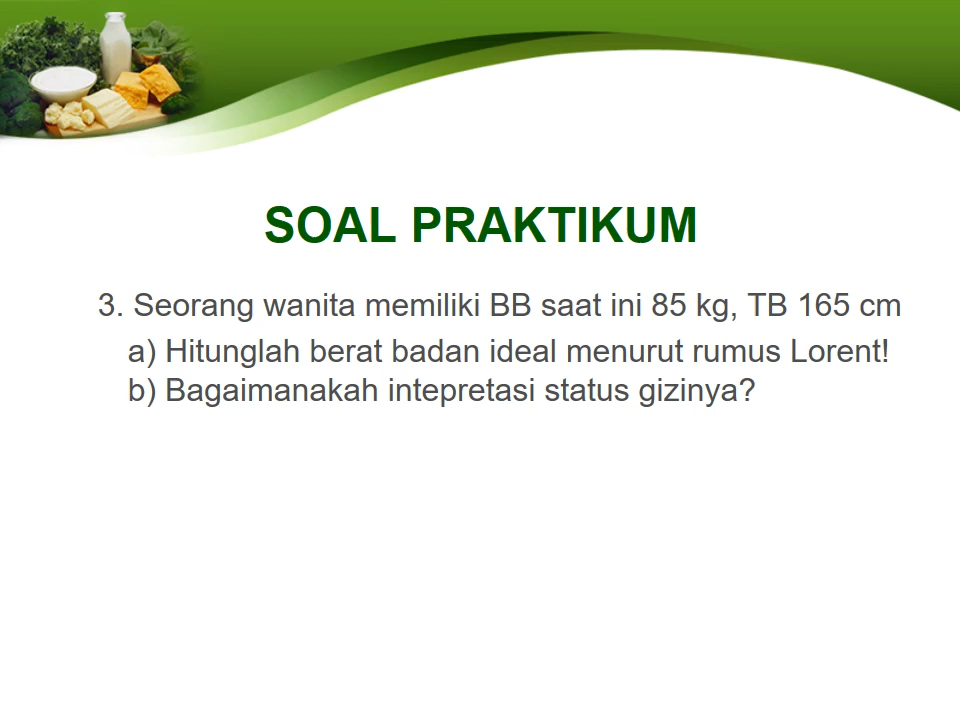 SOAL PRAKTIKUM
3. Seorang wanita memiliki BB saat ini 85 kg, TB 165 cm
a) Hitunglah berat badan ideal menurut rumus Lorent!
b) Bagaimanakah intepretasi status gizinya?